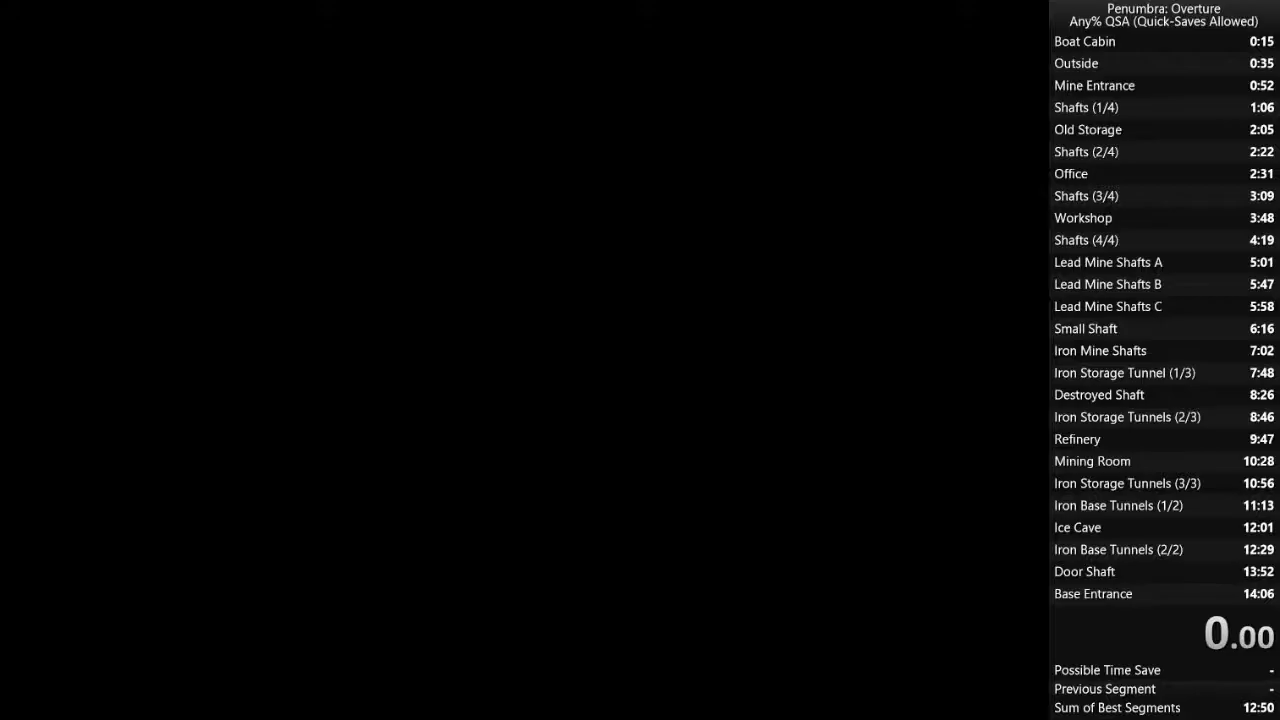 Penumbra: Overture
Any% QSA (Quick-Saves Allowed)
Boat Cabin 0:15
Outside 0:35
Mine Entrance 0:52
Shafts (1/4) 1:06
Old Storage 2:05
Shafts (2/4) 2:22
Office 2:31
Shafts (3/4) 3:09
Workshop 3:48
Shafts (4/4) 4:19
Lead Mine Shafts A 5:01
Lead Mine Shafts B 5:47
Lead Mine Shafts C 5:58
Small Shaft 6:16
Iron Mine Shafts 7:02
Iron Storage Tunnel (1/3) 7:48
Destroyed Shaft 8:26
Iron Storage Tunnels (2/3) 8:46
Refinery 9:47
Mining Room 10:28
Iron Storage Tunnels (3/3) 10:56
Iron Base Tunnels (1/2) 11:13
Ice Cave 12:01
Iron Base Tunnels (2/2) 12:29
Door Shaft 13:52
Base Entrance 14:06
0.00
Possible Time Save -
Previous Segment -
Sum of Best Segments 12:50